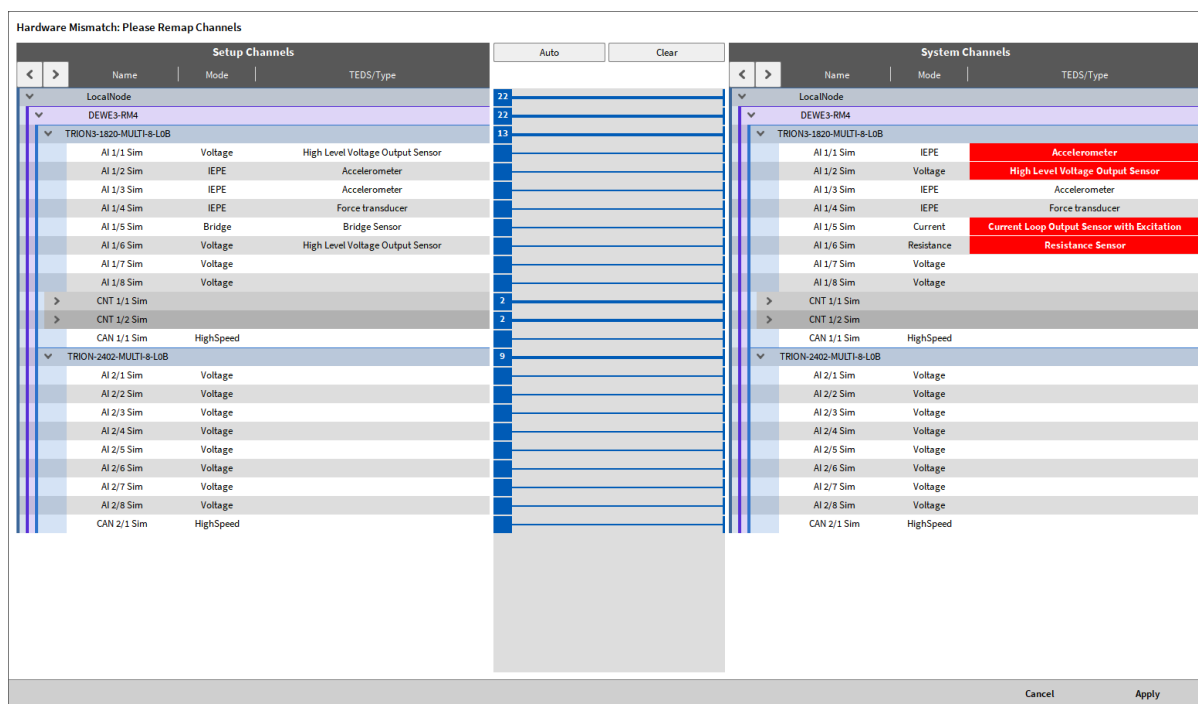 Hardware Mismatch: Please Remap Channels
Setup Channels Auto Clear System Channels
Name Mode TEDS/Type Name Mode TEDS/Type
LocalNode 22 LocalNode
DEWE3-RM4 22 DEWE3-RM4
TRION3-1820-MULTI-8-L0B 13 TRION3-1820-MULTI-8-L0B
AI 1/1 Sim Voltage High Level Voltage Output Sensor AI 1/1 Sim IEPE Accelerometer
AI 1/2 Sim IEPE Accelerometer AI 1/2 Sim Voltage High Level Voltage Output Sensor
AI 1/3 Sim IEPE Accelerometer AI 1/3 Sim IEPE Accelerometer
AI 1/4 Sim IEPE Force transducer AI 1/4 Sim IEPE Force transducer
AI 1/5 Sim Bridge Bridge Sensor AI 1/5 Sim Current Current Loop Output Sensor with Excitation
AI 1/6 Sim Voltage High Level Voltage Output Sensor AI 1/6 Sim Resistance Resistance Sensor
AI 1/7 Sim Voltage AI 1/7 Sim Voltage
AI 1/8 Sim Voltage AI 1/8 Sim Voltage
CNT 1/1 Sim 2 CNT 1/1 Sim
CNT 1/2 Sim 2 CNT 1/2 Sim
CAN 1/1 Sim HighSpeed CAN 1/1 Sim HighSpeed
TRION-2402-MULTI-8-L0B 9 TRION-2402-MULTI-8-L0B
AI 2/1 Sim Voltage AI 2/1 Sim Voltage
AI 2/2 Sim Voltage AI 2/2 Sim Voltage
AI 2/3 Sim Voltage AI 2/3 Sim Voltage
AI 2/4 Sim Voltage AI 2/4 Sim Voltage
AI 2/5 Sim Voltage AI 2/5 Sim Voltage
AI 2/6 Sim Voltage AI 2/6 Sim Voltage
AI 2/7 Sim Voltage AI 2/7 Sim Voltage
AI 2/8 Sim Voltage AI 2/8 Sim Voltage
CAN 2/1 Sim HighSpeed CAN 2/1 Sim HighSpeed
Cancel Apply